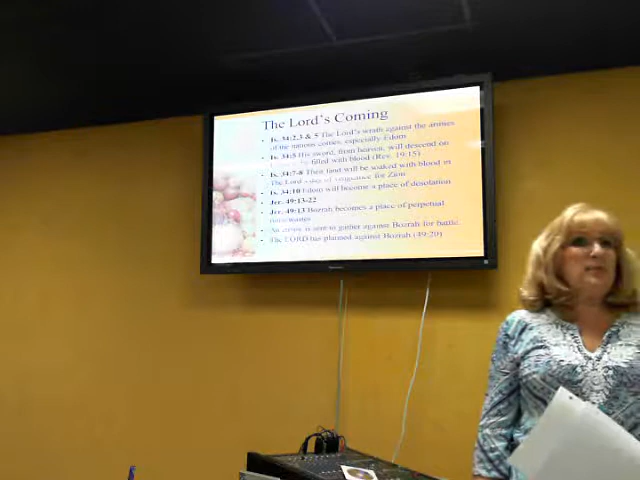 The Lord's Coming
• Is. 34:2,3 & 5 The Lord's wrath against the armies
of the nations comes, especially Edom
• Is. 34:5 His sword, from heaven, will descend on
filled with blood (Rev. 19:15)
• Is. 34:7-8 Their land will be soaked with blood in
The Lord's day of vengeance for Zion
• Is. 34:10 Edom will become a place of desolation
• Jer. 49:13-22
• Jer. 49:13 Bozrah becomes a place of perpetual
• An envoy is sent to gather against Bozrah for battle.
• The LORD has planned against Bozrah (49:20)